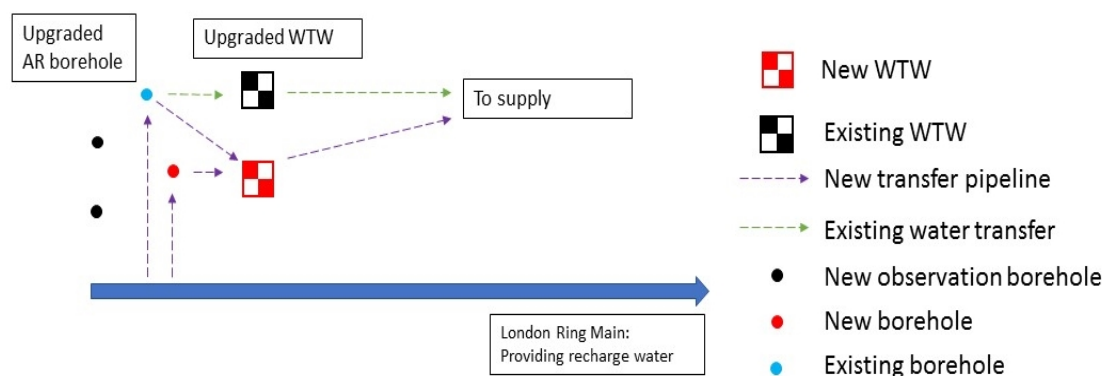 Upgraded
AR borehole
Upgraded WTW
To supply
London Ring Main:
Providing recharge water
New WTW
Existing WTW
New transfer pipeline
Existing water transfer
New observation borehole
New borehole
Existing borehole